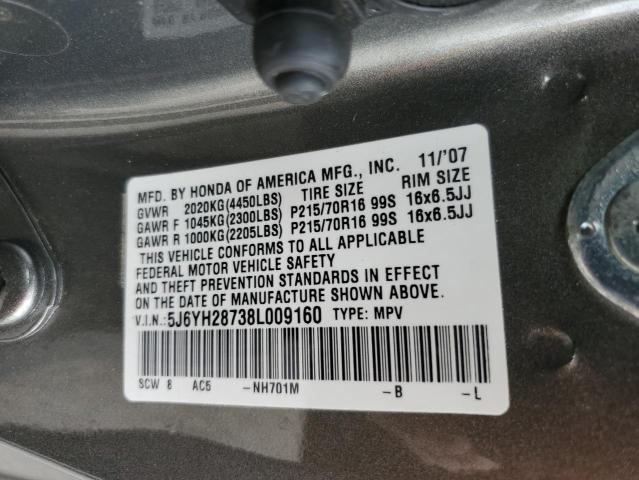 MFD. BY HONDA OF AMERICA MFG., INC. 11/'07
GVWR 2020KG(4450LBS) TIRE SIZE RIM SIZE
GAWR F 1045KG(2300LBS) P215/70R16 99S 16x6.5JJ
GAWR R 1000KG(2205LBS) P215/70R16 99S 16x6.5JJ
THIS VEHICLE CONFORMS TO ALL APPLICABLE
FEDERAL MOTOR VEHICLE SAFETY
AND THEFT PREVENTION STANDARDS IN EFFECT
ON THE DATE OF MANUFACTURE SHOWN ABOVE.
V.I.N.: 5J6YH28738L009160 TYPE: MPV
SCW 8 AC5 -NH701M -B -L